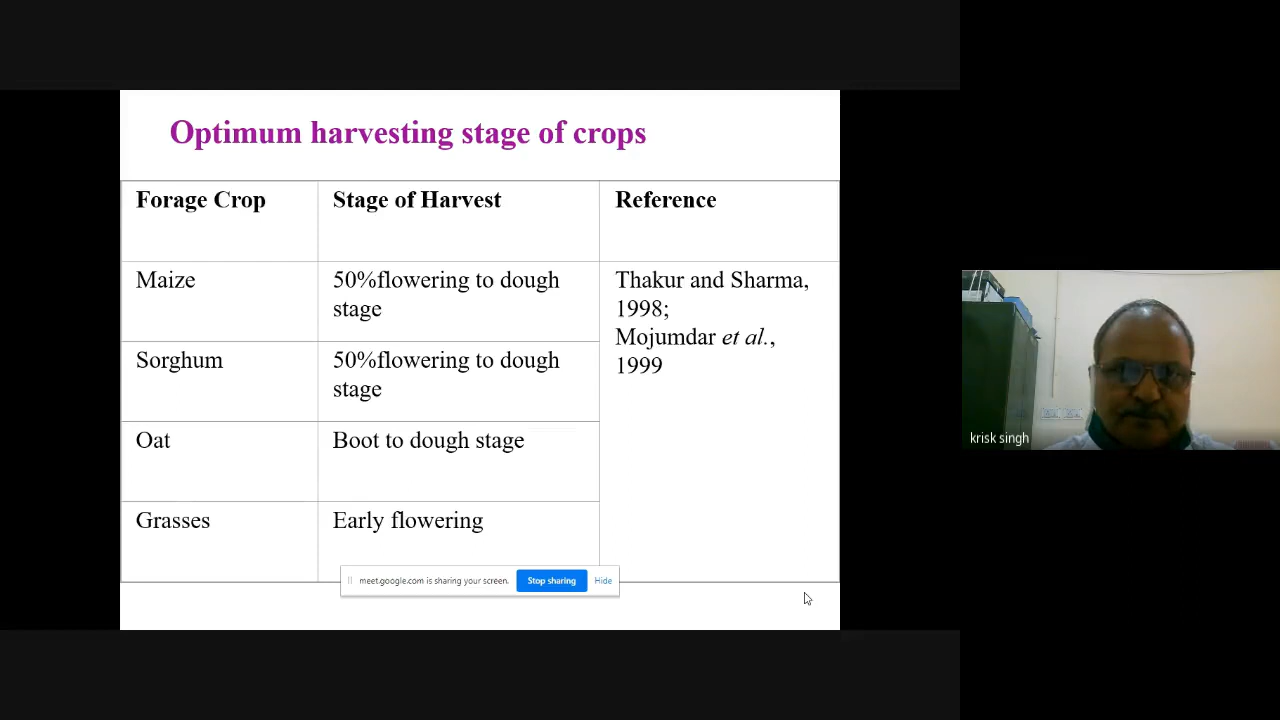 Optimum harvesting stage of crops
Forage Crop
Stage of Harvest
Reference
Maize
50%flowering to dough
stage
Thakur and Sharma,
1998;
Mojumdar et al.,
1999
Sorghum
50%flowering to dough
stage
Oat
Boot to dough stage
Grasses
Early flowering
meet.google.com is sharing your screen.
Stop sharing
Hide
krisk singh